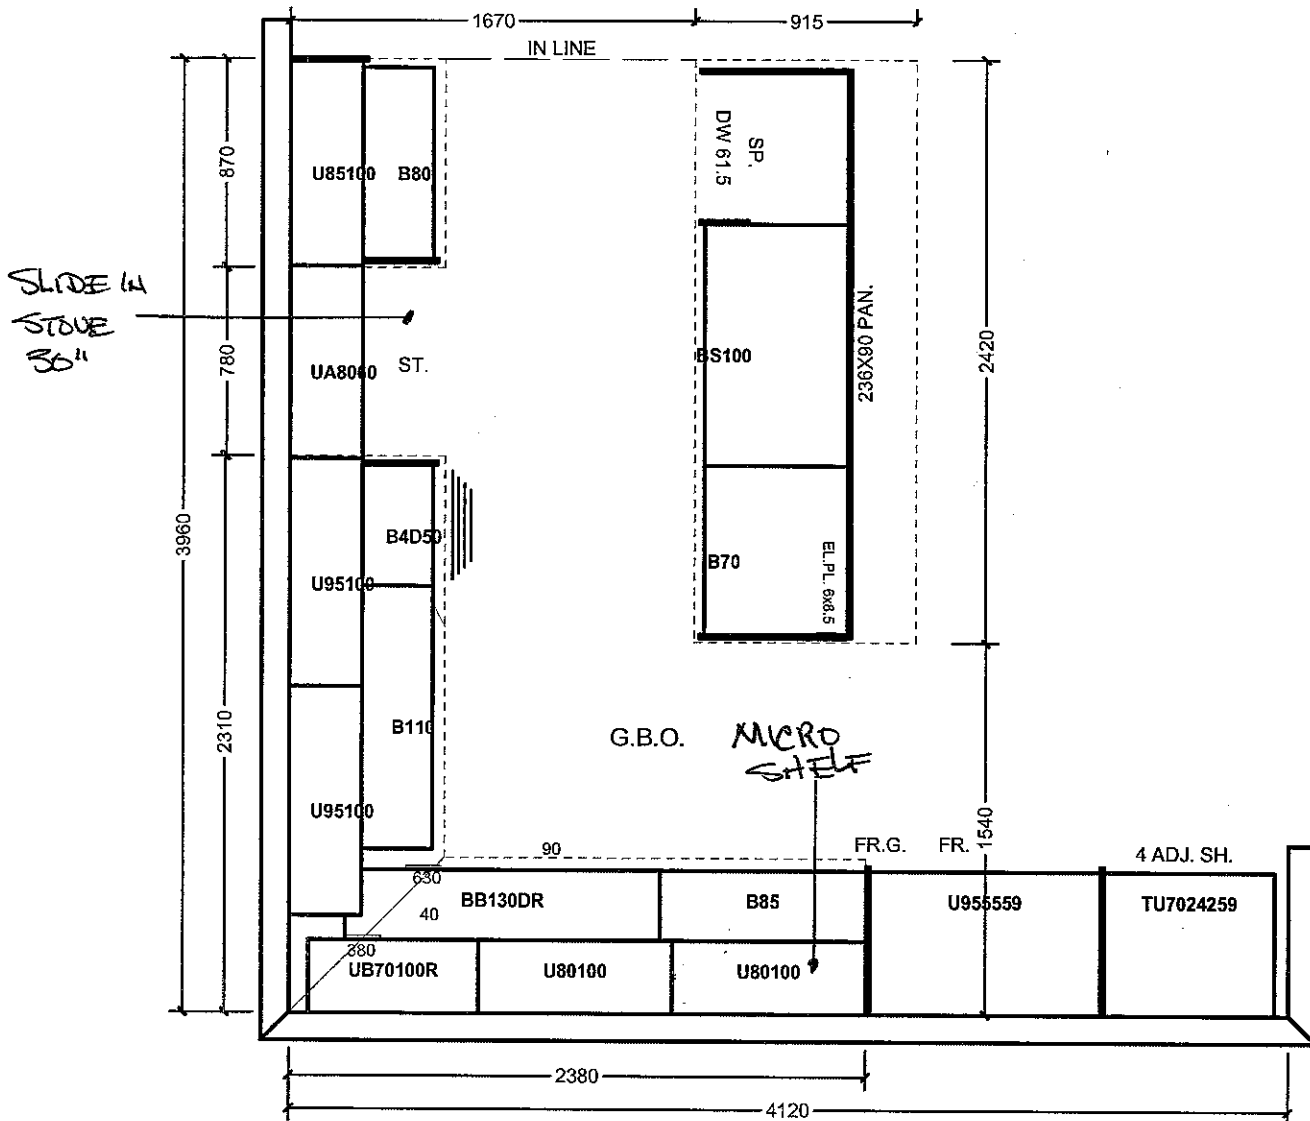 1670
915
IN LINE
870
U85100
B80
SP.
DW 61.5
SLIDE IN
STOVE
30"
780
UA8060
ST.
BS100
236X90 PAN.
2420
3960
B4D50
U95100
B70
EL.PL. 6x8.5
2310
B110
U95100
G.B.O.
MICRO
SHELF
1540
90
FR.G.
FR.
4 ADJ. SH.
630
BB130DR
B85
U955559
TU7024259
40
380
UB70100R
U80100
U80100
2380
4120